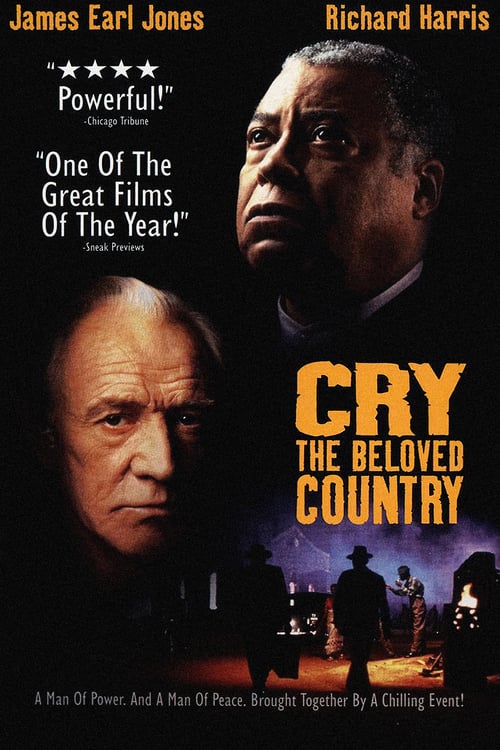 James Earl Jones
Richard Harris
"★★★★
Powerful!"
-Chicago Tribune
"One Of The
Great Films
Of The Year!"
-Sneak Previews
CRY
THE BELOVED
COUNTRY
A Man Of Power. And A Man Of Peace. Brought Together By A Chilling Event!